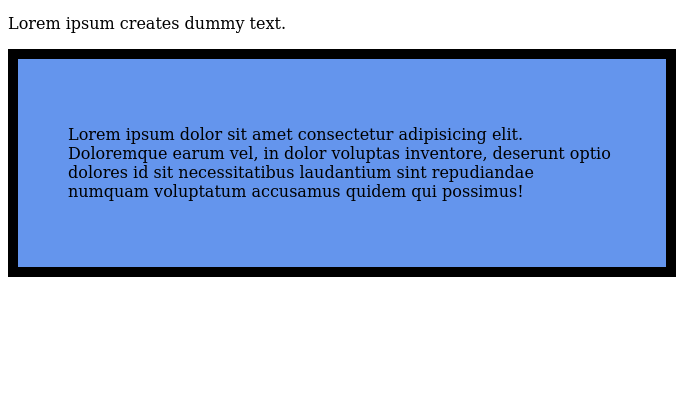 Lorem ipsum creates dummy text.
Lorem ipsum dolor sit amet consectetur adipisicing elit.
Doloremque earum vel, in dolor voluptas inventore, deserunt optio
dolores id sit necessitatibus laudantium sint repudiandae
numquam voluptatum accusamus quidem qui possimus!